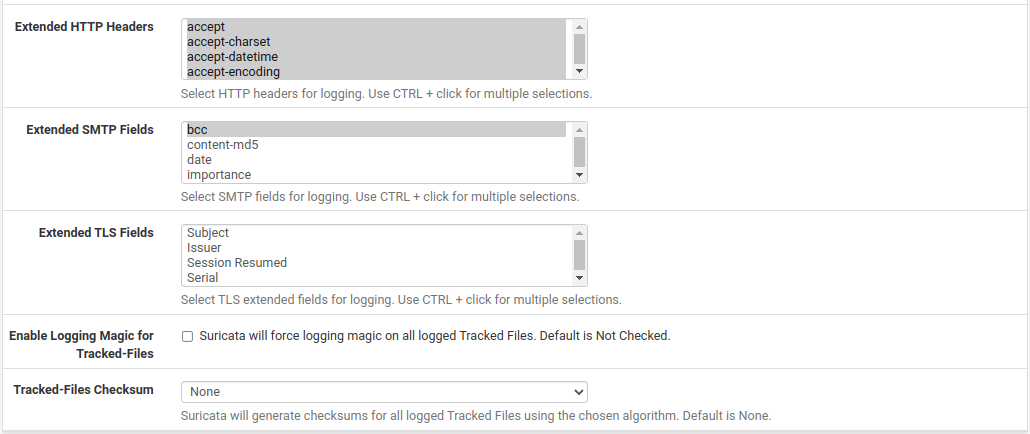 Extended HTTP Headers
accept
accept-charset
accept-datetime
accept-encoding
Select HTTP headers for logging. Use CTRL + click for multiple selections.
Extended SMTP Fields
bcc
content-md5
date
importance
Select SMTP fields for logging. Use CTRL + click for multiple selections.
Extended TLS Fields
Subject
Issuer
Session Resumed
Serial
Select TLS extended fields for logging. Use CTRL + click for multiple selections.
Enable Logging Magic for
Tracked-Files
Suricata will force logging magic on all logged Tracked Files. Default is Not Checked.
Tracked-Files Checksum
None
Suricata will generate checksums for all logged Tracked Files using the chosen algorithm. Default is None.